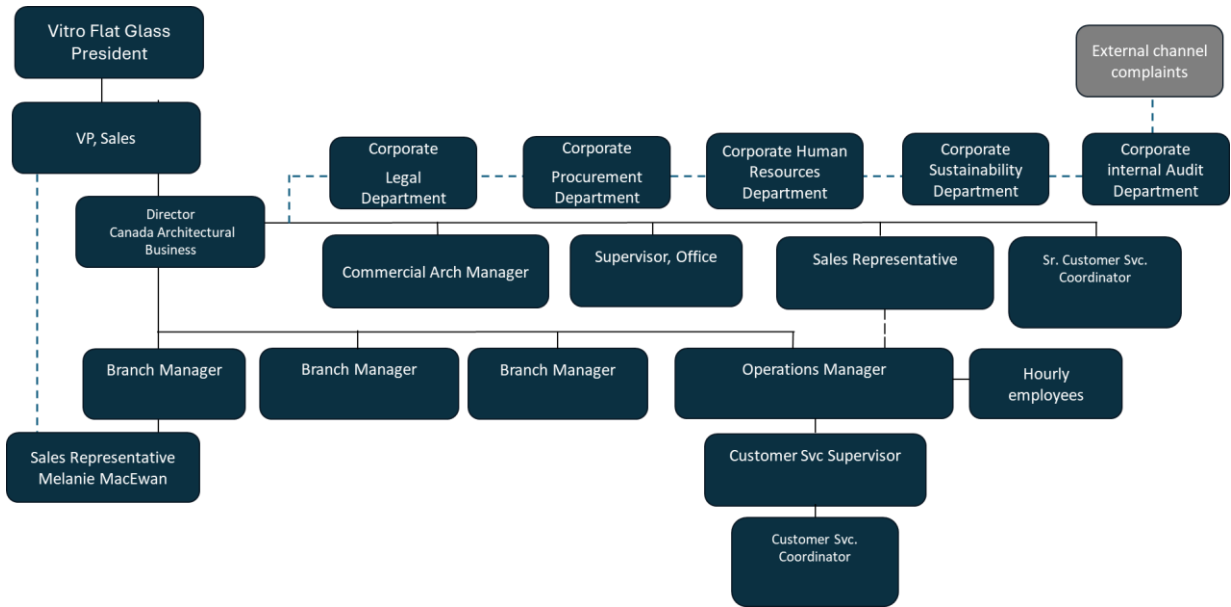 Vitro Flat Glass
President
External channel
complaints
VP, Sales
Corporate
Legal
Department
Corporate
Procurement
Department
Corporate Human
Resources
Department
Corporate
Sustainability
Department
Corporate
internal Audit
Department
Director
Canada Architectural
Business
Commercial Arch Manager
Supervisor, Office
Sales Representative
Sr. Customer Svc.
Coordinator
Branch Manager
Branch Manager
Branch Manager
Operations Manager
Hourly
employees
Sales Representative
Melanie MacEwan
Customer Svc Supervisor
Customer Svc.
Coordinator